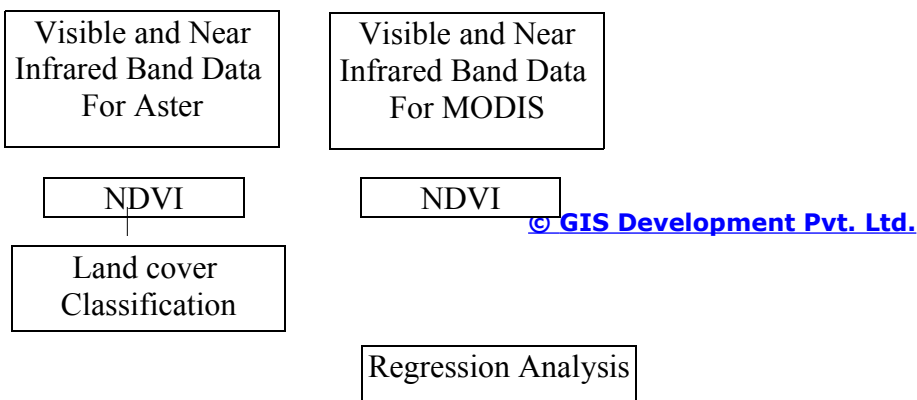 Visible and Near
Infrared Band Data
For Aster
Visible and Near
Infrared Band Data
For MODIS
NDVI
NDVI
© GIS Development Pvt. Ltd.
Land cover
Classification
Regression Analysis